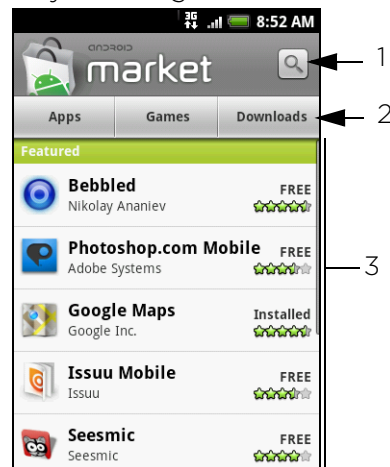 3G 8:52 AM
android
market
1
Apps Games Downloads
2
Featured
Bebbled FREE
Nikolay Ananiev
Photoshop.com Mobile FREE
Adobe Systems
3
Google Maps Installed
Google Inc.
Issuu Mobile FREE
Issuu
Seesmic FREE
Seesmic